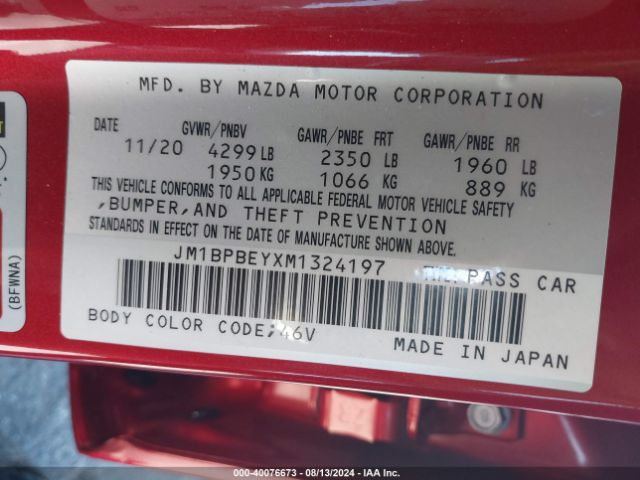 MFD. BY MAZDA MOTOR CORPORATION
DATE GVWR/PNBV GAWR/PNBE FRT GAWR/PNBE RR
11/20 4299 LB 2350 LB 1960 LB
1950 KG 1066 KG 889 KG
THIS VEHICLE CONFORMS TO ALL APPLICABLE FEDERAL MOTOR VEHICLE SAFETY
,BUMPER,AND THEFT PREVENTION
STANDARDS IN EFFECT ON THE DATE OF MANUFACTURE SHOWN ABOVE.
JM1BPBEYXM1324197 PASS CAR
BODY COLOR CODE;46V
MADE IN JAPAN
(BFWNA)
000-40076673 - 08/13/2024 - IAA Inc.